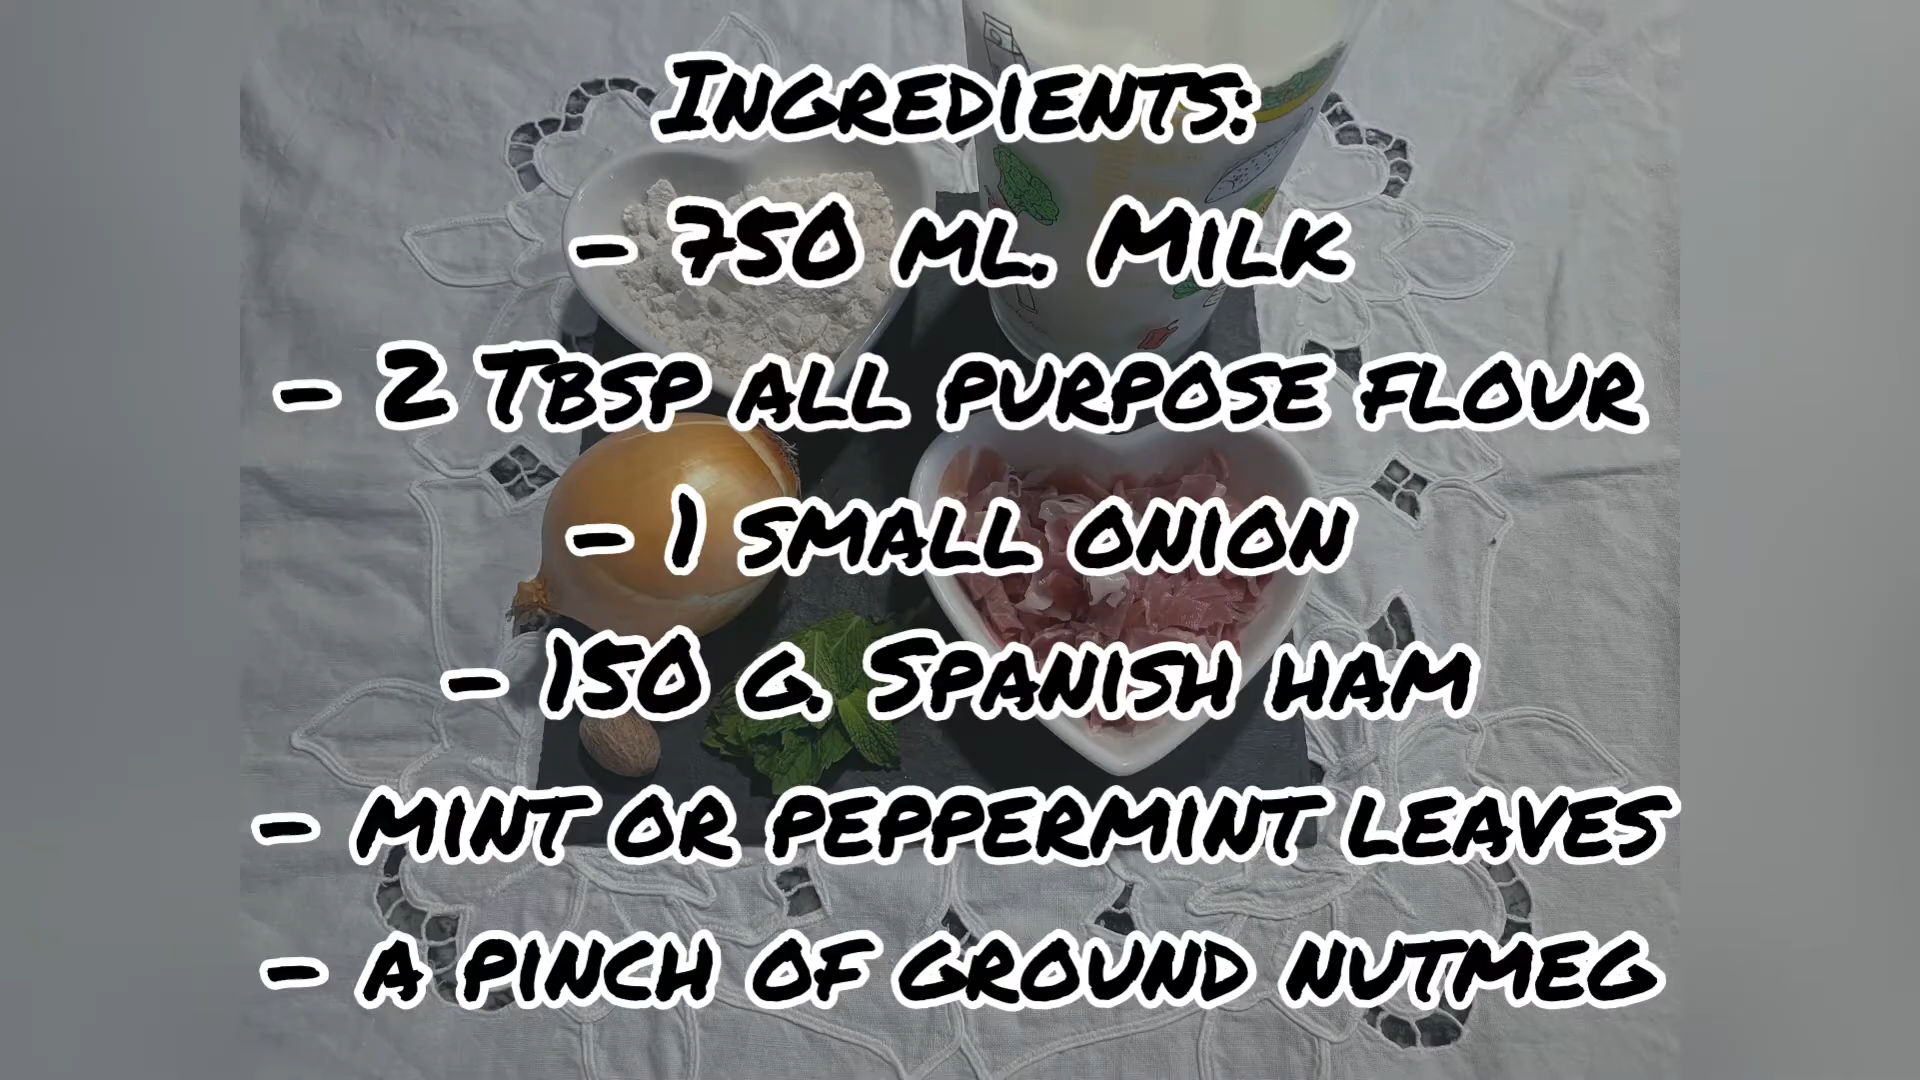 Ingredients:
- 750 ml. Milk
- 2 Tbsp all purpose flour
- 1 small onion
- 150 g. Spanish ham
- mint or peppermint leaves
- a pinch of ground nutmeg